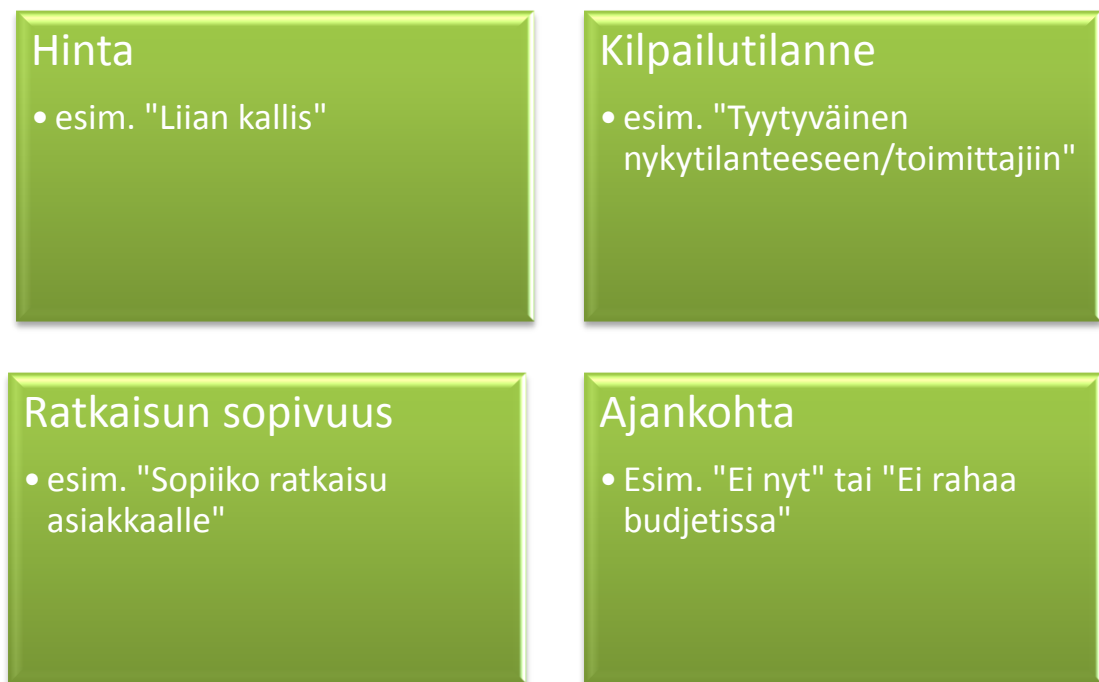 Hinta
• esim. "Liian kallis"
Kilpailutilanne
• esim. "Tyytyväinen
nykytilanteeseen/toimittajiin"
Ratkaisun sopivuus
• esim. "Sopiiko ratkaisu
asiakkaalle"
Ajankohta
• Esim. "Ei nyt" tai "Ei rahaa
budjetissa"